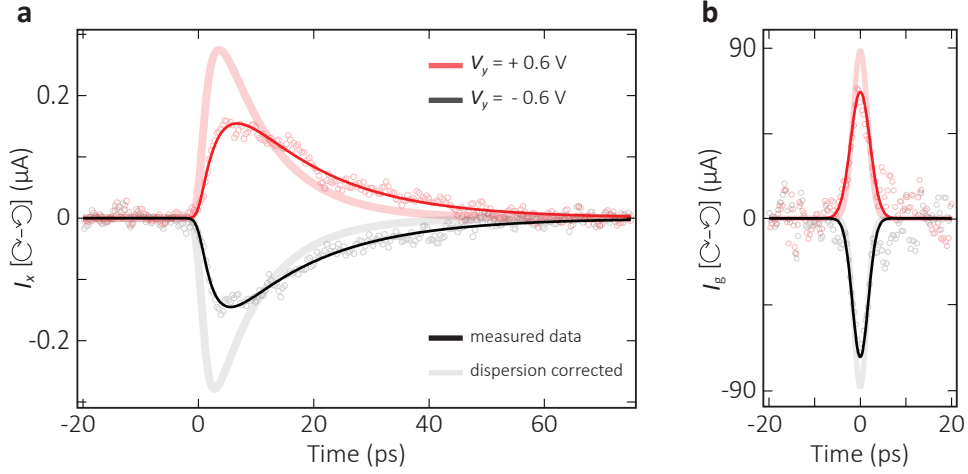 a
I_x [↻–↺] (µA)
0.2
0
-0.2
V_y = + 0.6 V
V_y = - 0.6 V
measured data
dispersion corrected
-20 0 20 40 60
Time (ps)
b
I_g [↻–↺] (µA)
90
0
-90
-20 0 20
Time (ps)